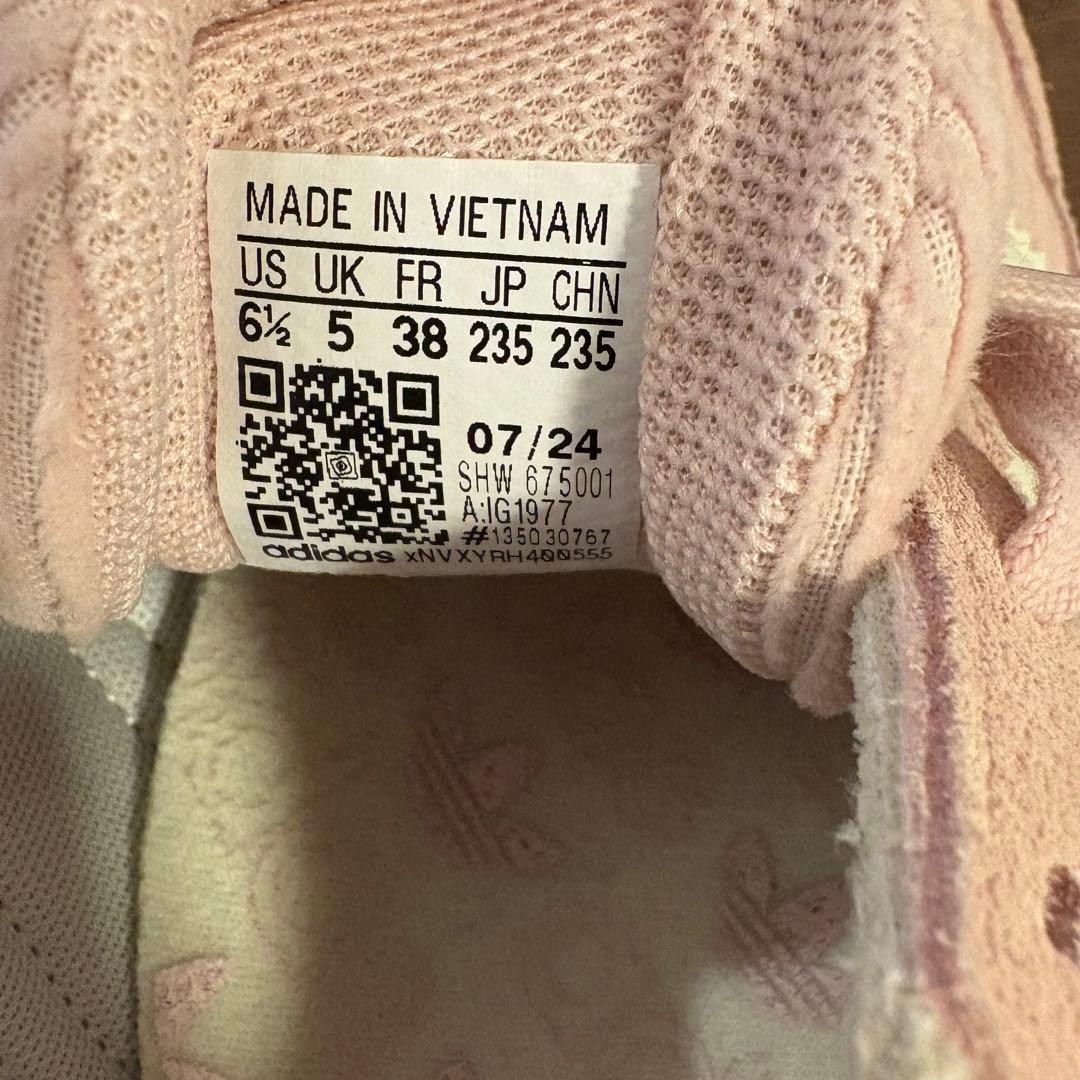 MADE IN VIETNAM
US UK FR JP CHN
6½ 5 38 235 235
07/24
SHW 675001
A:IG1977
#135030767
adidas xNVXYRH400555